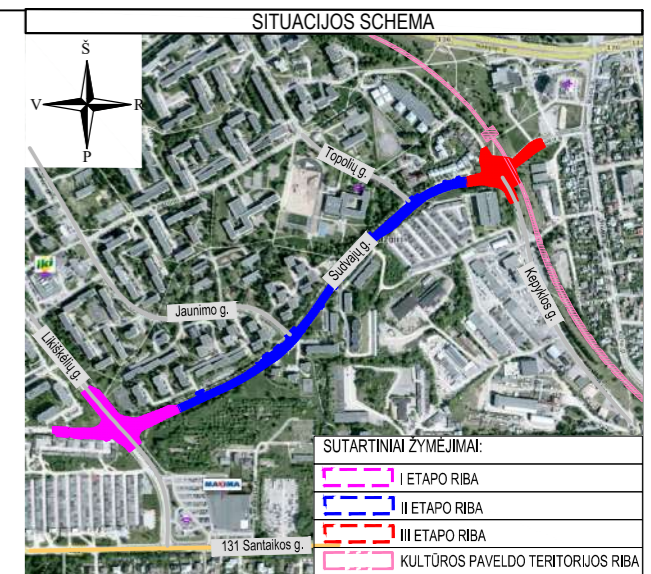 SITUACIJOS SCHEMA
Š
V
R
P
Topolių g.
Sudvajų g.
Kepyklos g.
Jaunimo g.
iki
Likiškėlių g.
MAXIMA
131 Santaikos g.
SUTARTINIAI ŽYMĖJIMAI:
I ETAPO RIBA
II ETAPO RIBA
III ETAPO RIBA
KULTŪROS PAVELDO TERITORIJOS RIBA